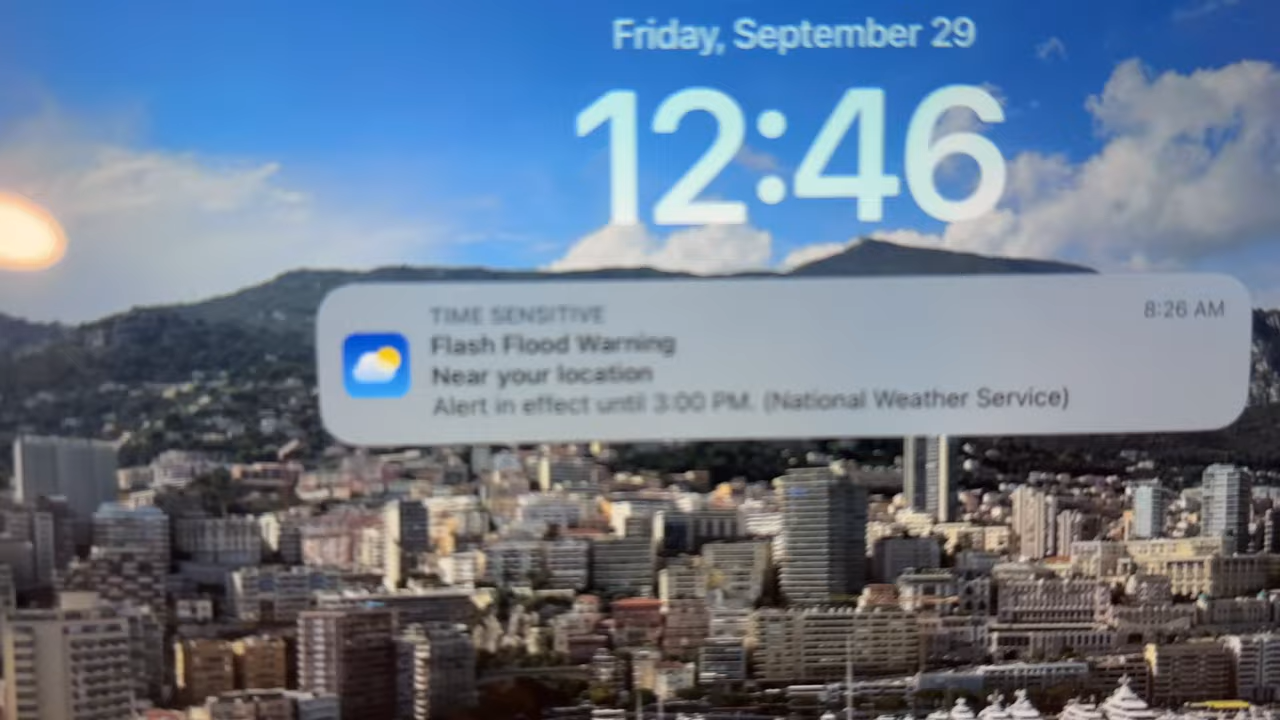 Friday, September 29
12:46
TIME SENSITIVE
8:26 AM
Flash Flood Warning
Near your location
Alert in effect until 3:00 PM. (National Weather Service)